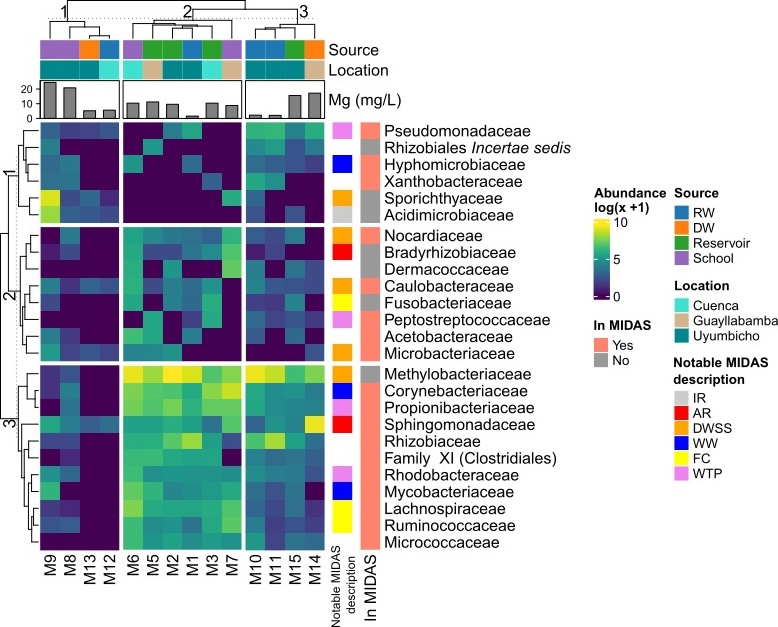 1
2
3
Source
Location
20
10
0
Mg (mg/L)
1
2
3
Pseudomonadaceae
Rhizobiales Incertae sedis
Hyphomicrobiaceae
Xanthobacteraceae
Sporichthyaceae
Acidimicrobiaceae
Nocardiaceae
Bradyrhizobiaceae
Dermacoccaceae
Caulobacteraceae
Fusobacteriaceae
Peptostreptococcaceae
Acetobacteraceae
Microbacteriaceae
Methylobacteriaceae
Corynebacteriaceae
Propionibacteriaceae
Sphingomonadaceae
Rhizobiaceae
Family XI (Clostridiales)
Rhodobacteraceae
Mycobacteriaceae
Lachnospiraceae
Ruminococcaceae
Micrococcaceae
M9 M8 M13 M12 M6 M5 M2 M1 M3 M7 M10 M11 M15 M14
Notable MIDAS
description
In MIDAS
Abundance
log(x +1)
10
5
0
In MIDAS
Yes
No
Source
RW
DW
Reservoir
School
Location
Cuenca
Guayllabamba
Uyumbicho
Notable MIDAS
description
IR
AR
DWSS
WW
FC
WTP